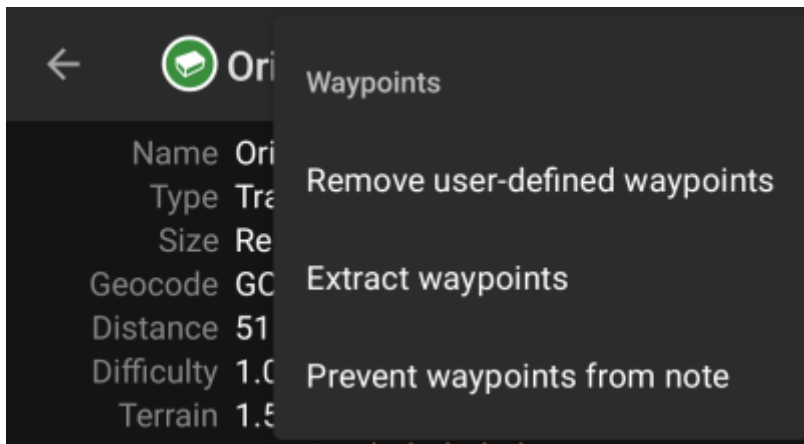 Ori
Name Ori
Type Tra
Size Re
Geocode GC
Distance 51
Difficulty 1.0
Terrain 1.5
Waypoints
Remove user-defined waypoints
Extract waypoints
Prevent waypoints from note